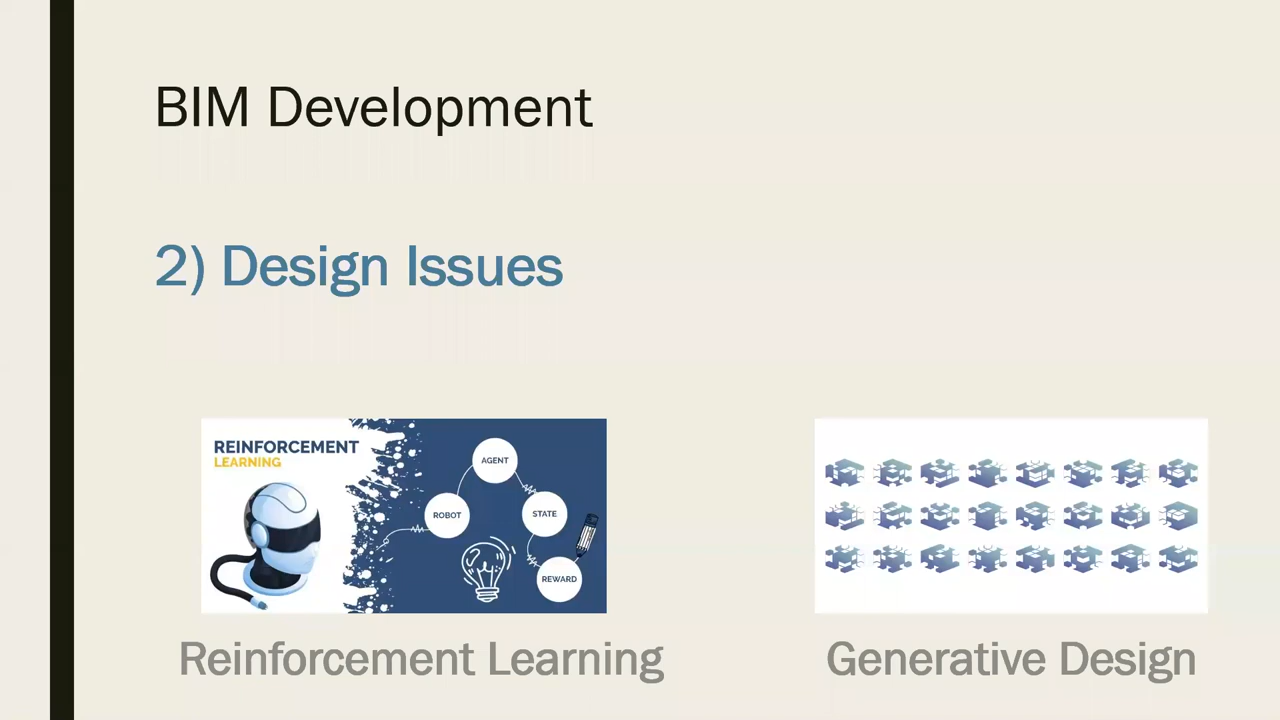 BIM Development
2) Design Issues
REINFORCEMENT
LEARNING
AGENT
ROBOT
STATE
REWARD
Reinforcement Learning
Generative Design